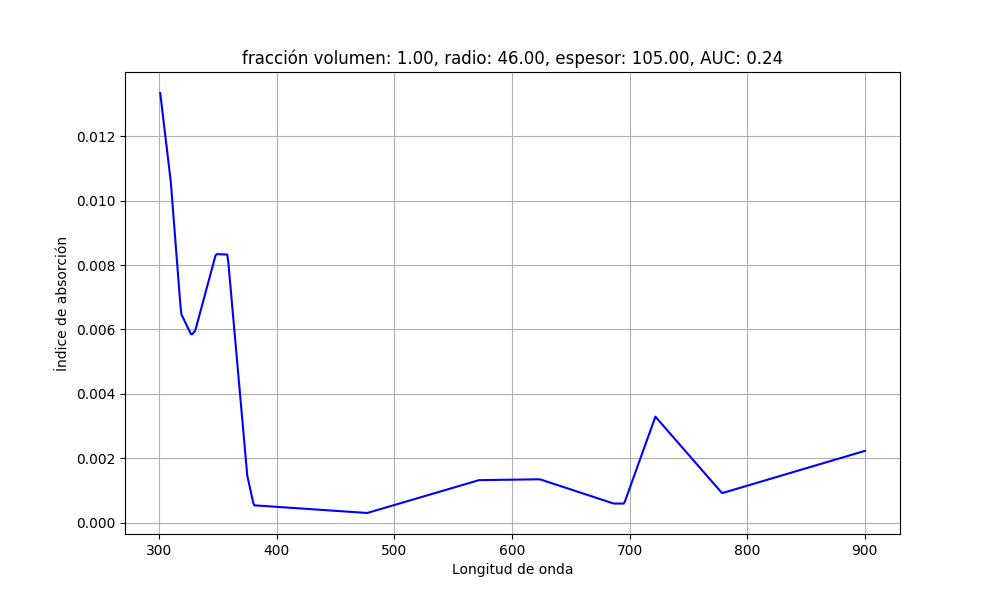 fracción volumen: 1.00, radio: 46.00, espesor: 105.00, AUC: 0.24
Índice de absorción
0.012
0.010
0.008
0.006
0.004
0.002
0.000
300 400 500 600 700 800 900
Longitud de onda